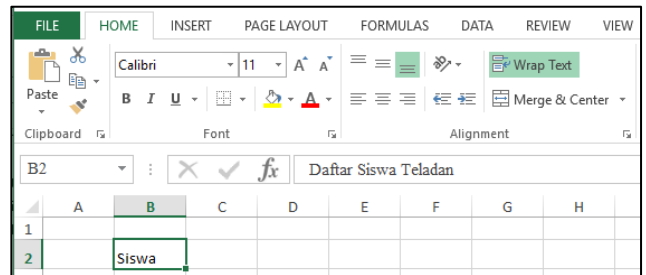 FILE HOME INSERT PAGE LAYOUT FORMULAS DATA REVIEW VIEW
Calibri 11 A A Wrap Text
Paste B I U A Merge & Center
Clipboard Font Alignment
B2 fx Daftar Siswa Teladan
A B C D E F G H
1
2 Siswa